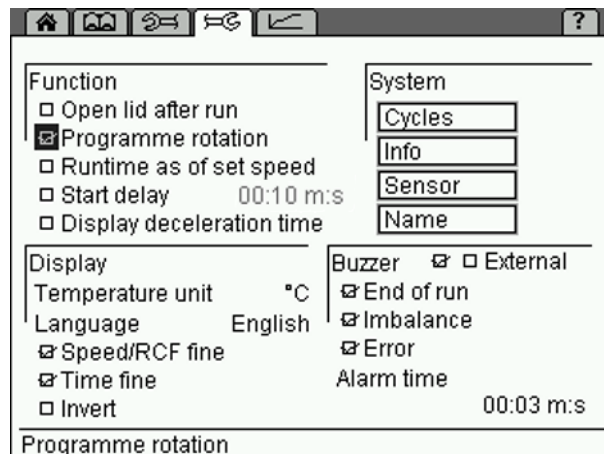 ?
Function
Open lid after run
Programme rotation
Runtime as of set speed
Start delay 00:10 m:s
Display deceleration time
System
Cycles
Info
Sensor
Name
Display
Temperature unit °C
Language English
Speed/RCF fine
Time fine
Invert
Buzzer External
End of run
Imbalance
Error
Alarm time
00:03 m:s
Programme rotation